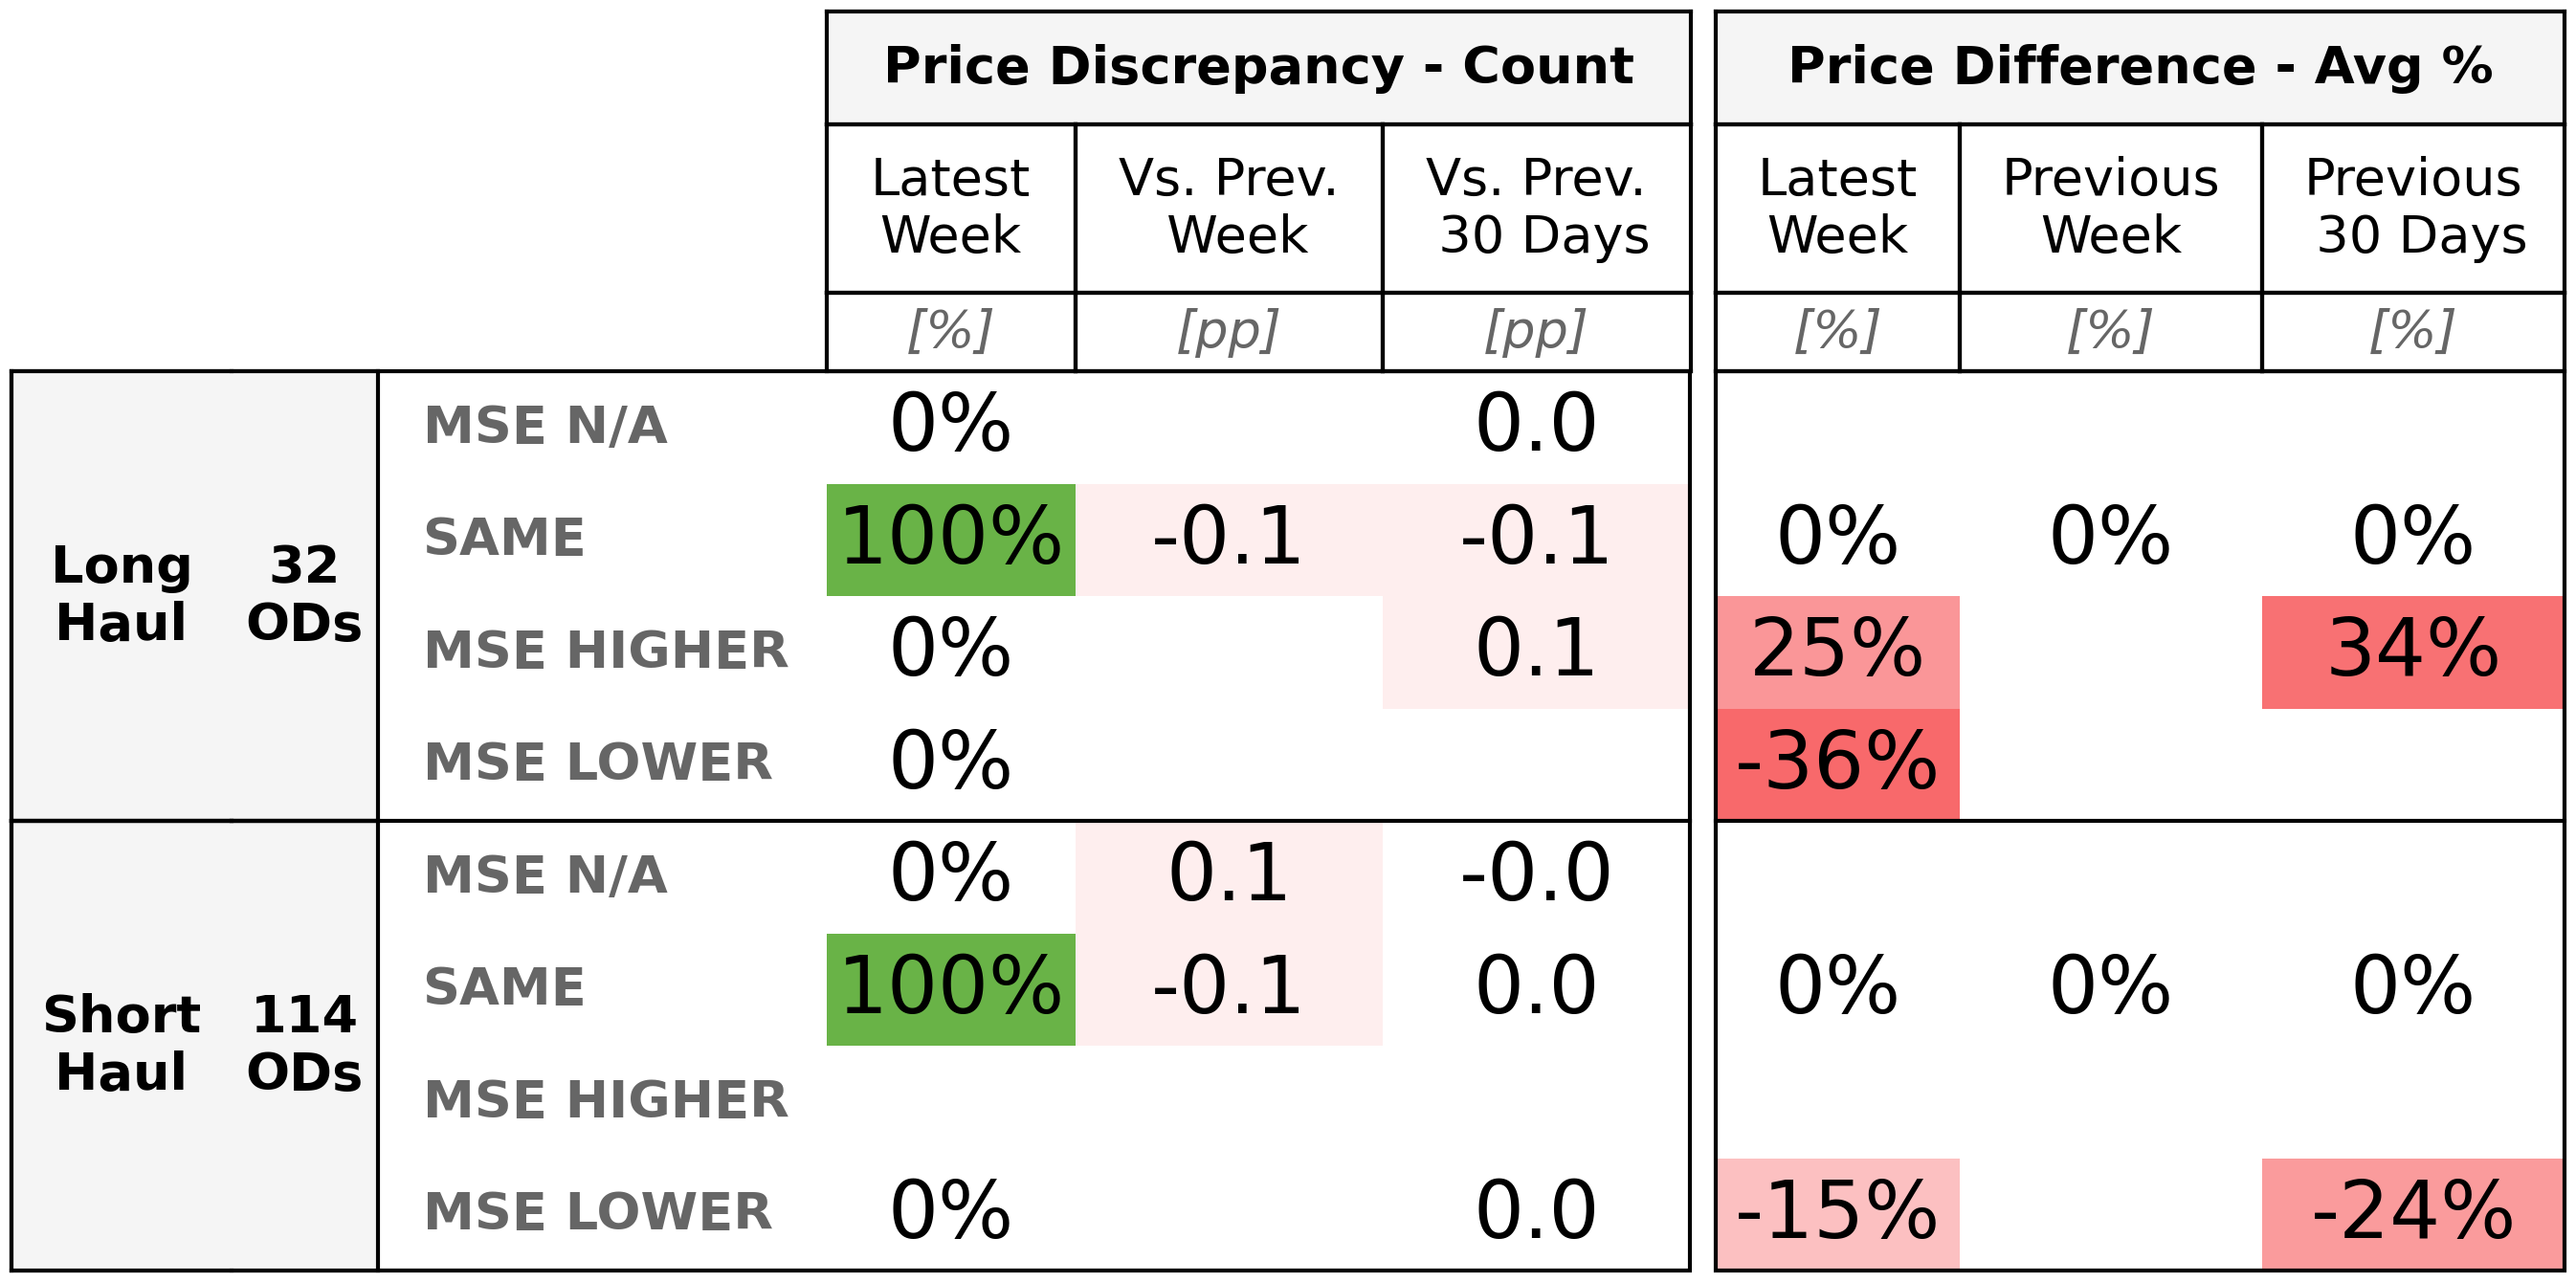 Price Discrepancy - Count Price Difference - Avg %
Latest Week Vs. Prev. Week Vs. Prev. 30 Days Latest Week Previous Week Previous 30 Days
[%] [pp] [pp] [%] [%] [%]
Long Haul 32 ODs
MSE N/A 0% 0.0
SAME 100% -0.1 -0.1 0% 0% 0%
MSE HIGHER 0% 0.1 25% 34%
MSE LOWER 0% -36%
Short Haul 114 ODs
MSE N/A 0% 0.1 -0.0
SAME 100% -0.1 0.0 0% 0% 0%
MSE HIGHER
MSE LOWER 0% 0.0 -15% -24%